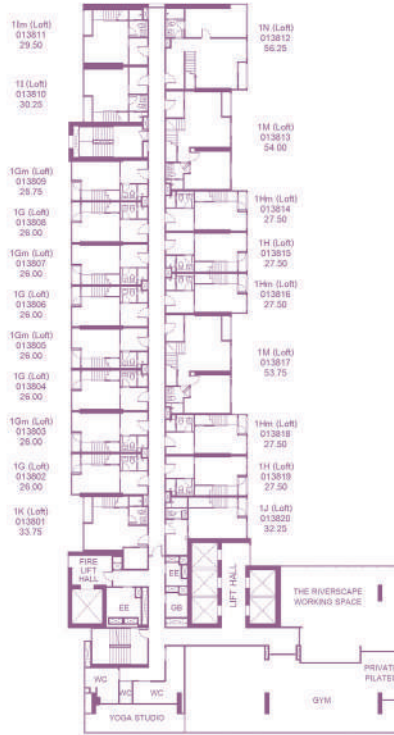 1Im (Loft)
013811
29.50
1I (Loft)
013810
30.25
1Gm (Loft)
013809
28.75
1G (Loft)
013808
26.00
1Gm (Loft)
013807
26.00
1G (Loft)
013806
26.00
1Gm (Loft)
013805
26.00
1G (Loft)
013804
26.00
1Gm (Loft)
013803
26.00
1G (Loft)
013802
26.00
1K (Loft)
013801
33.75
1N (Loft)
013812
56.25
1M (Loft)
013813
54.00
1Hm (Loft)
013814
27.50
1H (Loft)
013815
27.50
1Hm (Loft)
013816
27.50
1M (Loft)
013817
53.75
1Hm (Loft)
013818
27.50
1H (Loft)
013819
27.50
1J (Loft)
013820
32.25
FIRE
LIFT
HALL
EE
EE
GB
LIFT HALL
THE RIVERSCAPE
WORKING SPACE
WC
WC
WC
YOGA STUDIO
GYM
PRIVATE
PILATE